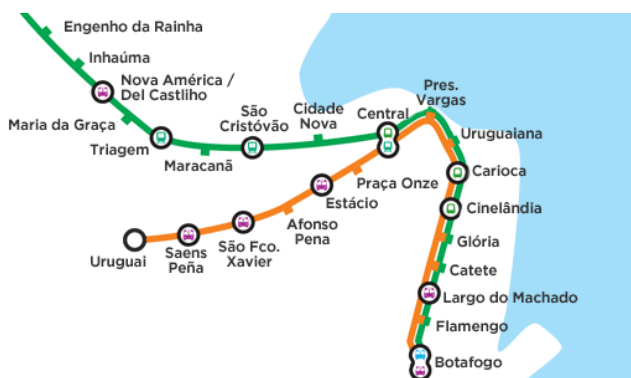 Engenho da Rainha
Inhaúma
Nova América /
Del Castliho
Maria da Graça
Triagem
Maracanã
São
Cristóvão
Cidade
Nova
Central
Pres.
Vargas
Uruguaiana
Carioca
Praça Onze
Estácio
Cinelândia
Afonso
Pena
São Fco.
Xavier
Saens
Peña
Uruguai
Glória
Catete
Largo do Machado
Flamengo
Botafogo